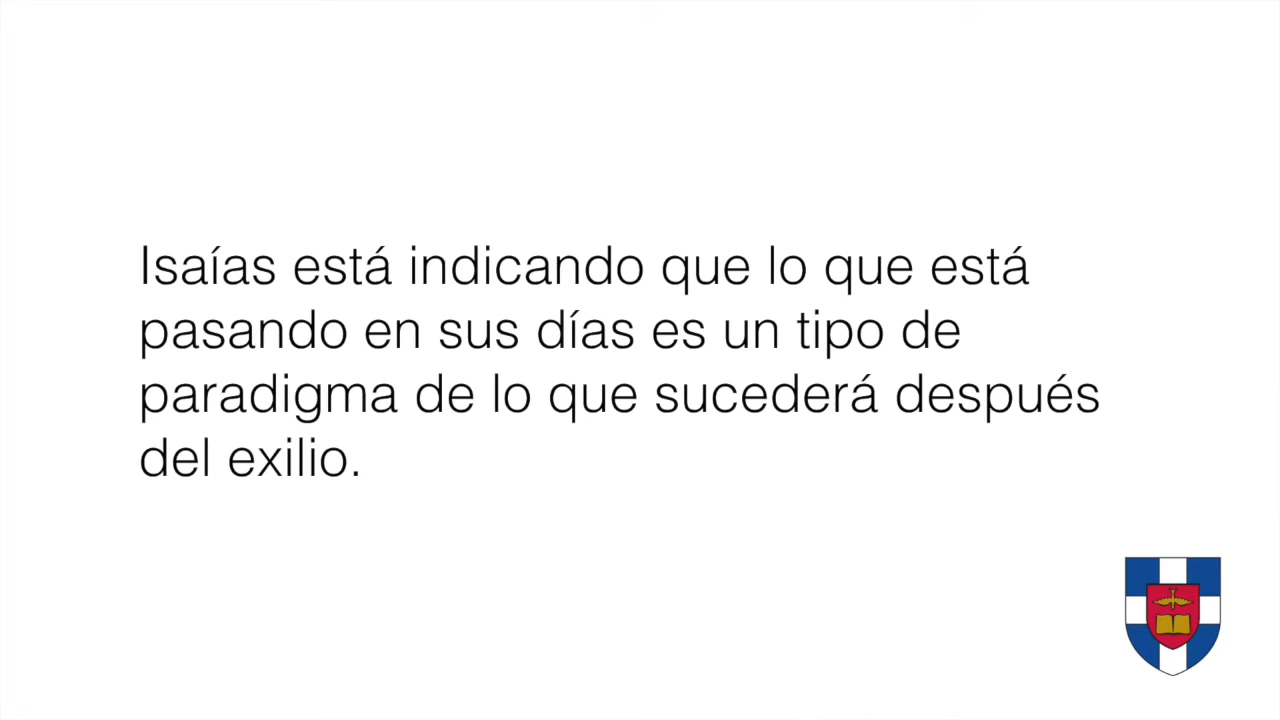 Isaías está indicando que lo que está
pasando en sus días es un tipo de
paradigma de lo que sucederá después
del exilio.